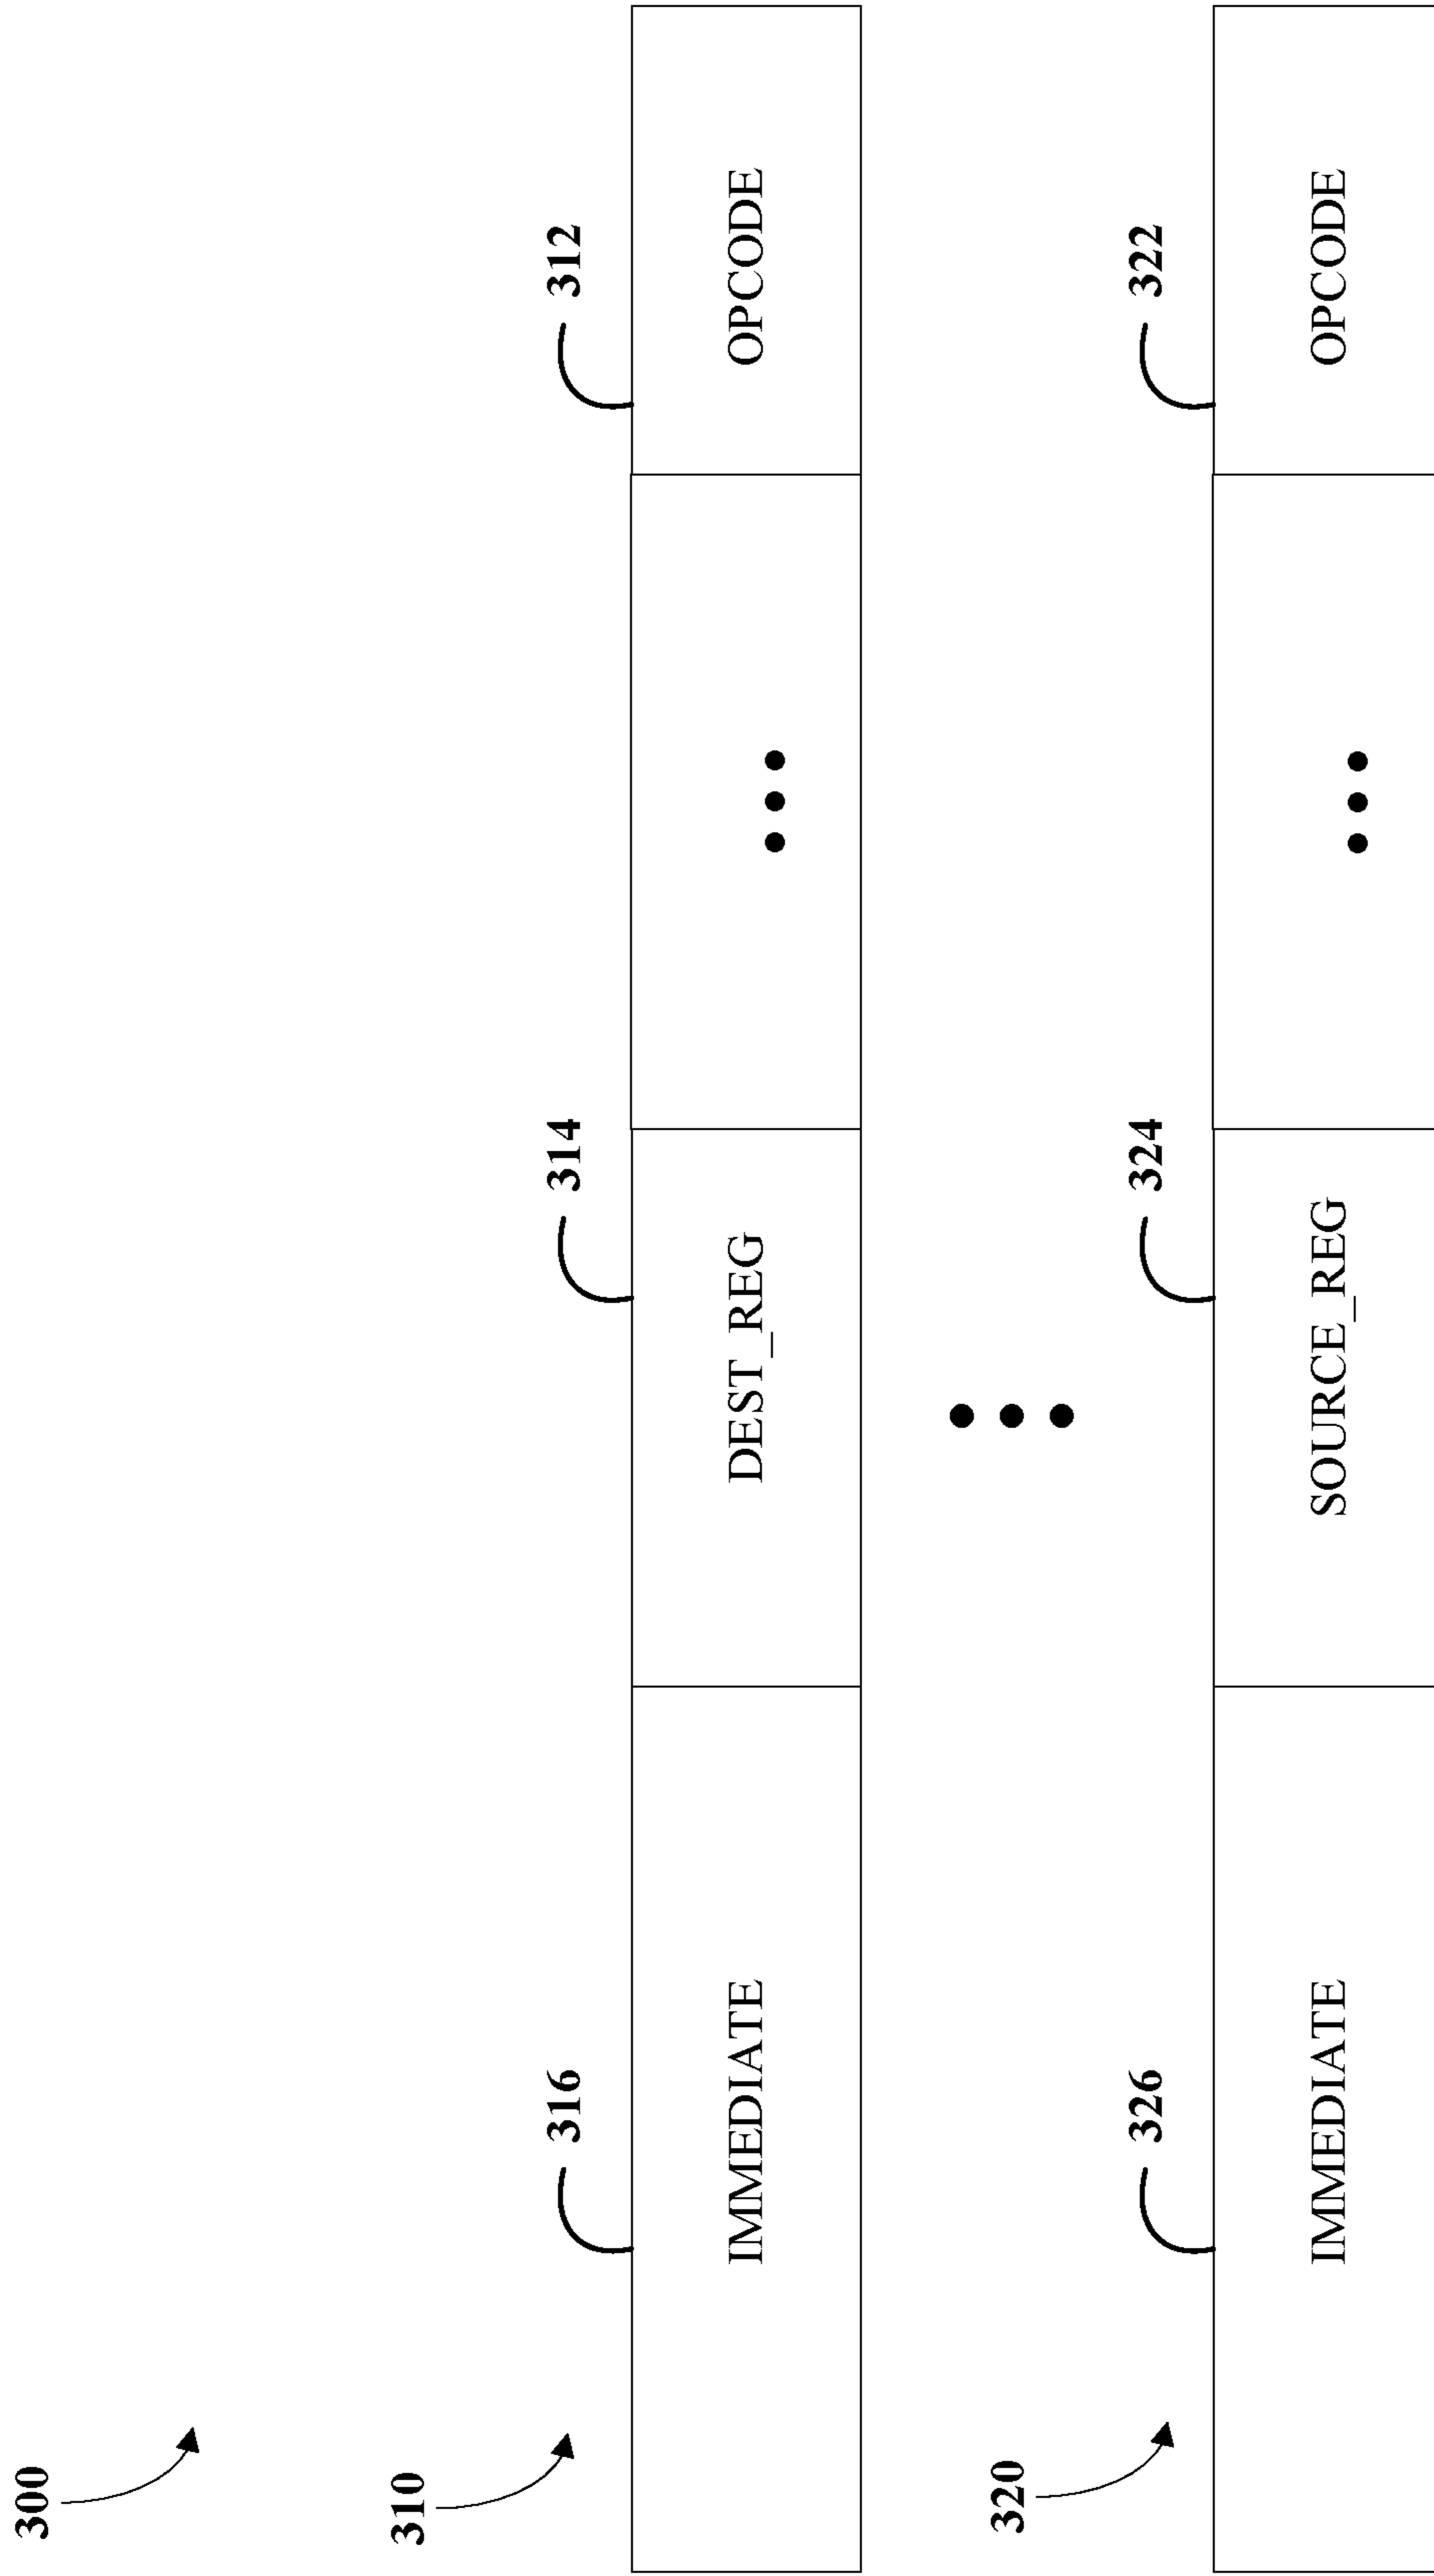 300
310
316
314
312
IMMEDIATE
DEST_REG
OPCODE
320
326
324
322
IMMEDIATE
SOURCE_REG
OPCODE